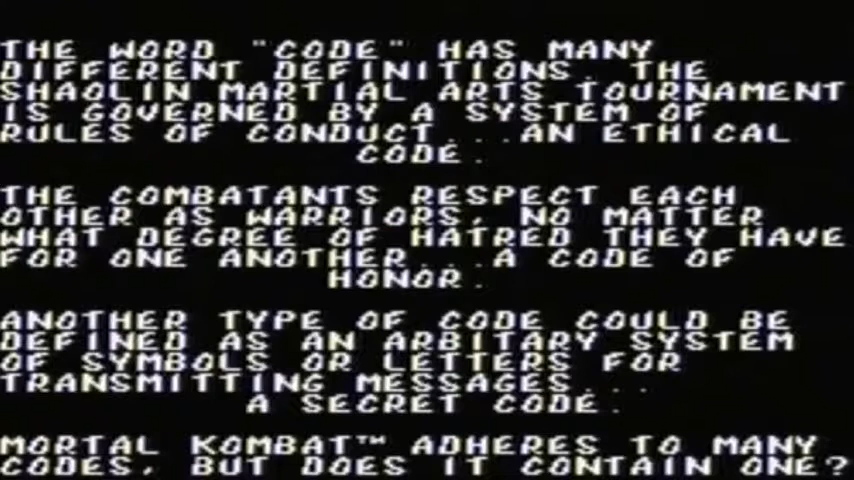 THE WORD "CODE" HAS MANY
DIFFERENT DEFINITIONS. THE
SHAOLIN MARTIAL ARTS TOURNAMENT
IS GOVERNED BY A SYSTEM OF
RULES OF CONDUCT...AN ETHICAL
CODE.
THE COMBATANTS RESPECT EACH
OTHER AS WARRIORS, NO MATTER
WHAT DEGREE OF HATRED THEY HAVE
FOR ONE ANOTHER...A CODE OF
HONOR.
ANOTHER TYPE OF CODE COULD BE
DEFINED AS AN ARBITARY SYSTEM
OF SYMBOLS OR LETTERS FOR
TRANSMITTING MESSAGES...
A SECRET CODE.
MORTAL KOMBAT™ ADHERES TO MANY
CODES, BUT DOES IT CONTAIN ONE?